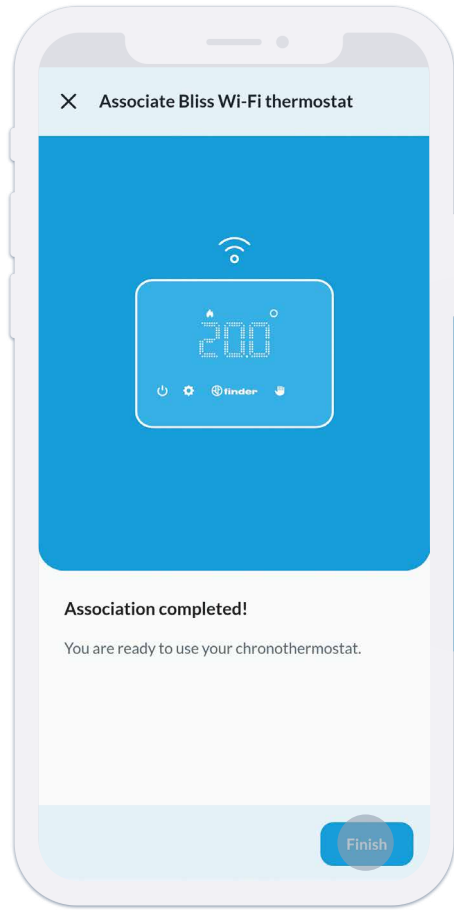 Associate Bliss Wi-Fi thermostat
20.0
finder
Association completed!
You are ready to use your chronothermostat.
Finish